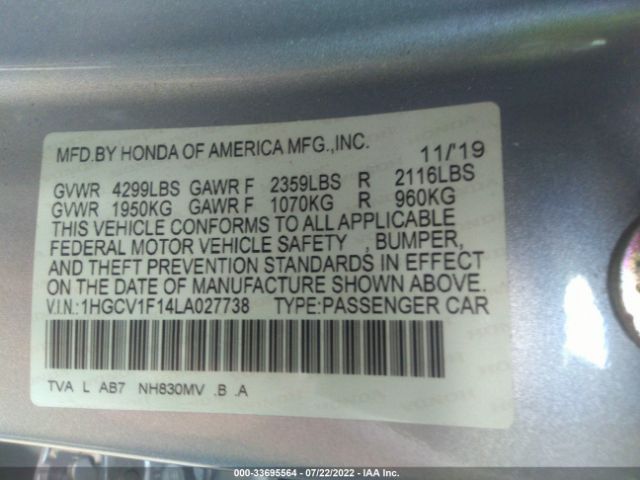 MFD.BY HONDA OF AMERICA MFG.,INC. 11/'19
GVWR 4299LBS GAWR F 2359LBS R 2116LBS
GVWR 1950KG GAWR F 1070KG R 960KG
THIS VEHICLE CONFORMS TO ALL APPLICABLE
FEDERAL MOTOR VEHICLE SAFETY , BUMPER,
AND THEFT PREVENTION STANDARDS IN EFFECT
ON THE DATE OF MANUFACTURE SHOWN ABOVE.
V.I.N.:1HGCV1F14LA027738 TYPE:PASSENGER CAR
TVA L AB7 NH830MV .B .A
000-33695564 | 07/22/2022 - IAA Inc.